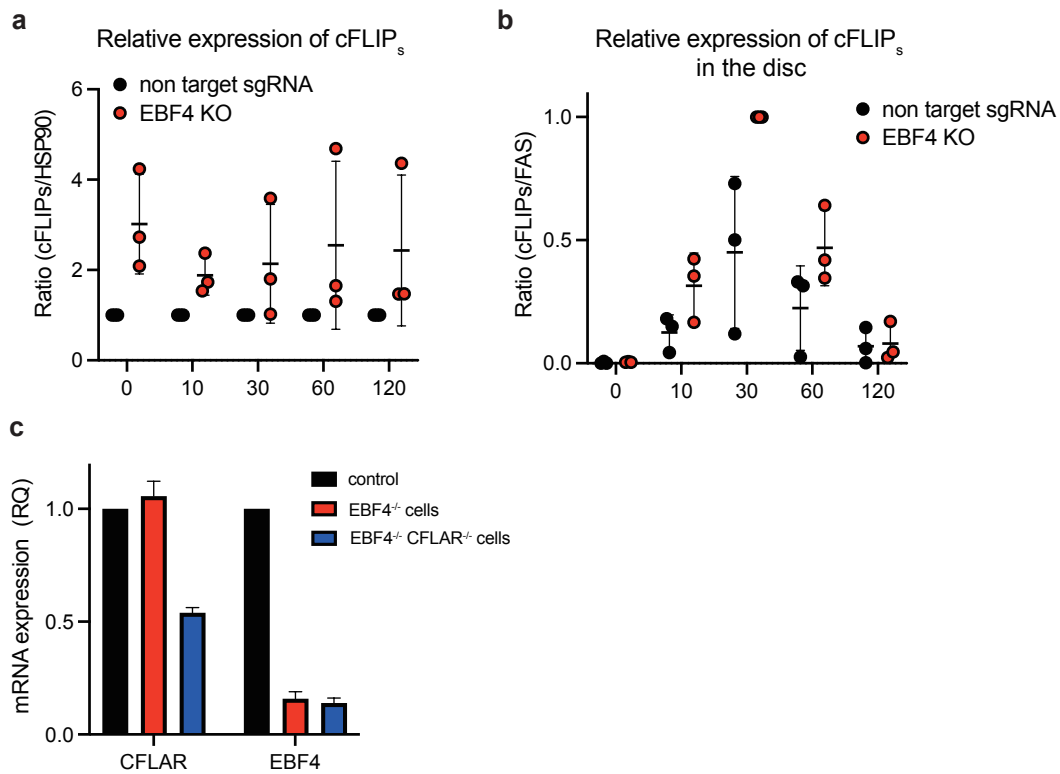 a
Relative expression of cFLIPs
non target sgRNA
EBF4 KO
Ratio (cFLIPs/HSP90)
6
4
2
0
0 10 30 60 120
b
Relative expression of cFLIPs
in the disc
non target sgRNA
EBF4 KO
Ratio (cFLIPs/FAS)
1.0
0.5
0.0
0 10 30 60 120
c
control
EBF4-/- cells
EBF4-/- CFLAR-/- cells
mRNA expression (RQ)
1.0
0.5
0.0
CFLAR EBF4